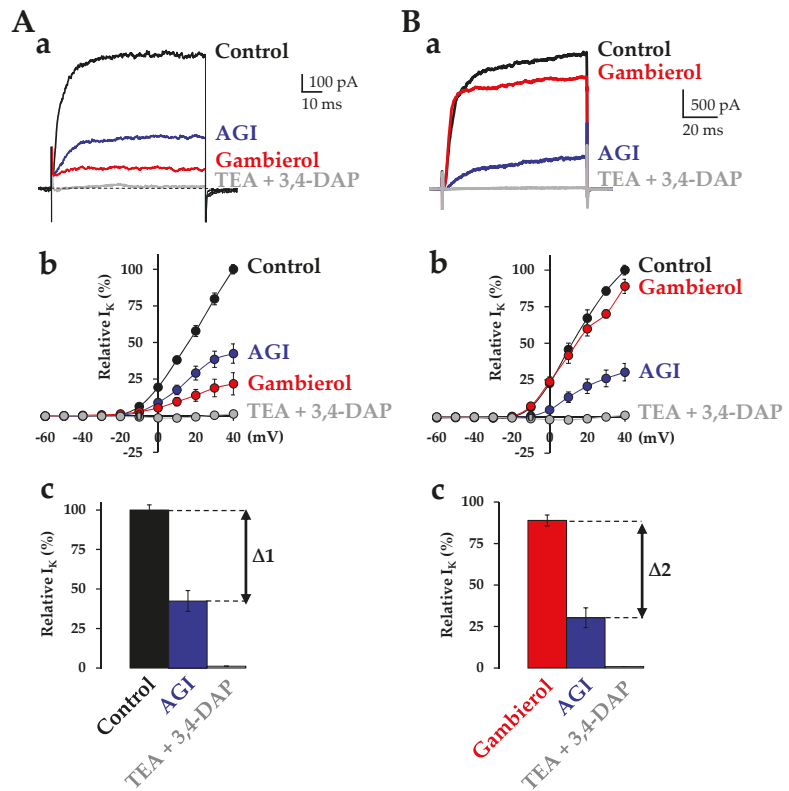 A
a
Control
100 pA
10 ms
AGI
Gambierol
TEA + 3,4-DAP
b
Relative I_K (%)
100
75
50
25
-25
-60 -40 -20 0 20 40 (mV)
Control
AGI
Gambierol
TEA + 3,4-DAP
c
Relative I_K (%)
100
75
50
25
0
Δ1
Control
AGI
TEA + 3,4-DAP
B
a
Control
Gambierol
500 pA
20 ms
AGI
TEA + 3,4-DAP
b
Relative I_K (%)
100
75
50
25
-25
-60 -40 -20 0 20 40 (mV)
Control
Gambierol
AGI
TEA + 3,4-DAP
c
Relative I_K (%)
100
75
50
25
0
Δ2
Gambierol
AGI
TEA + 3,4-DAP